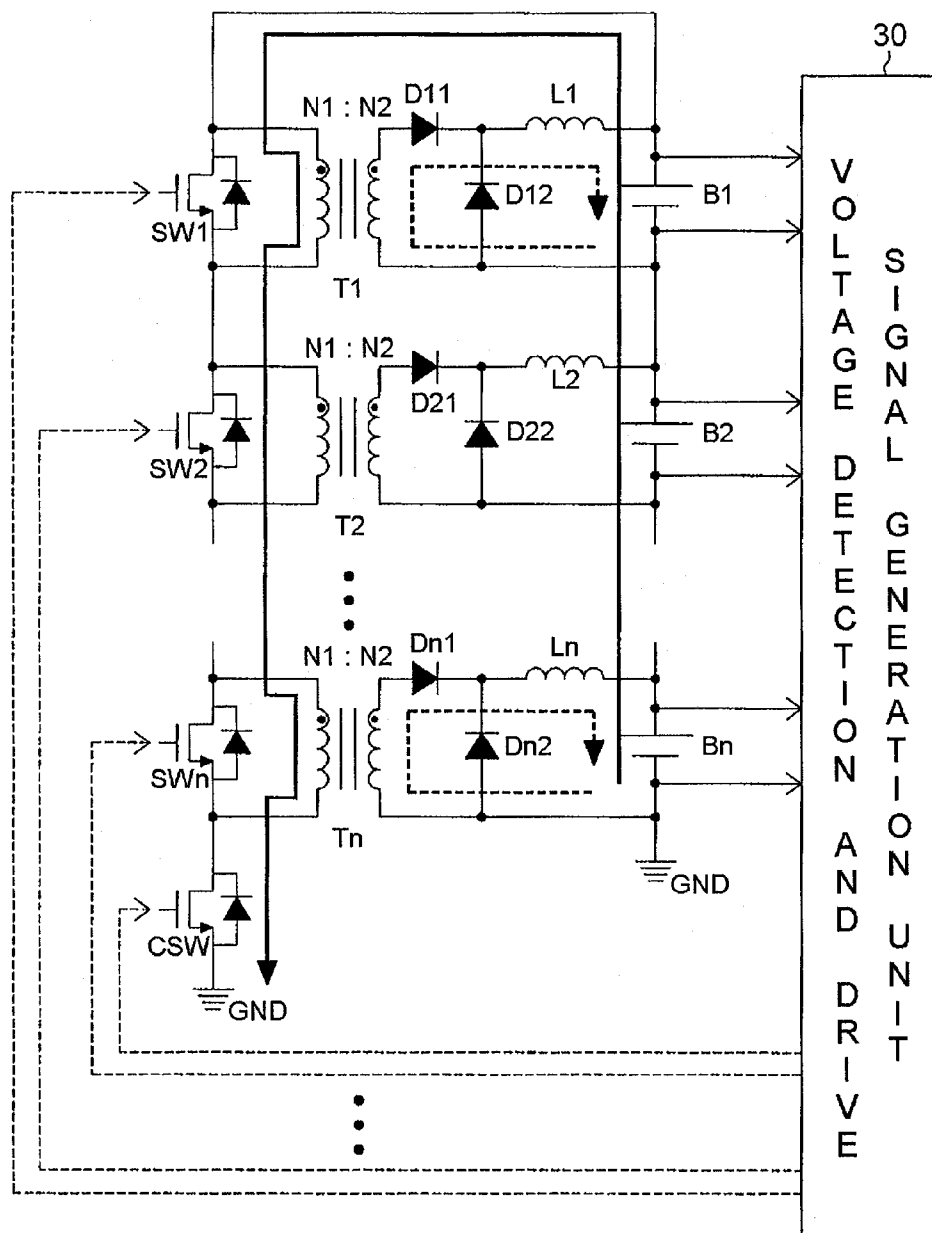 30
N1 : N2
D11
L1
D12
B1
SW1
T1
N1 : N2
D21
L2
D22
B2
SW2
T2
N1 : N2
Dn1
Ln
Dn2
Bn
SWn
Tn
CSW
GND
GND
VOLTAGE DETECTION AND DRIVE
SIGNAL GENERATION UNIT